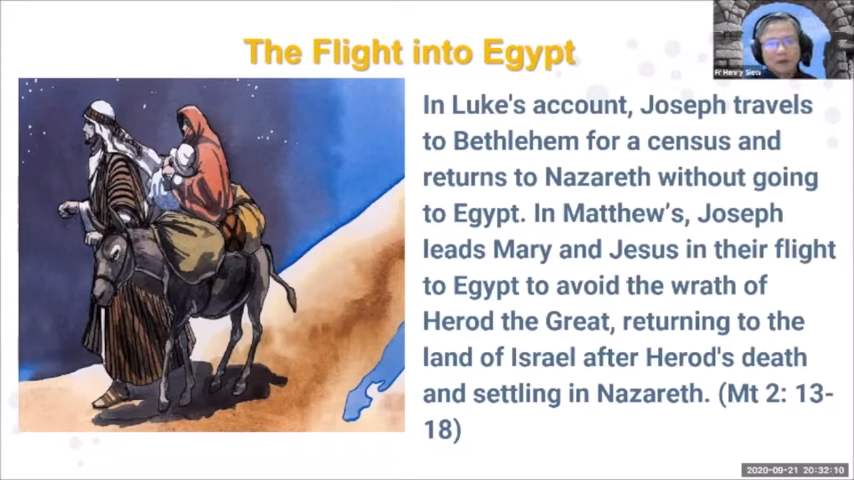 The Flight into Egypt
In Luke's account, Joseph travels
to Bethlehem for a census and
returns to Nazareth without going
to Egypt. In Matthew's, Joseph
leads Mary and Jesus in their flight
to Egypt to avoid the wrath of
Herod the Great, returning to the
land of Israel after Herod's death
and settling in Nazareth. (Mt 2: 13-
18)
Fr Henry Siew
2020-09-21 20:32:10